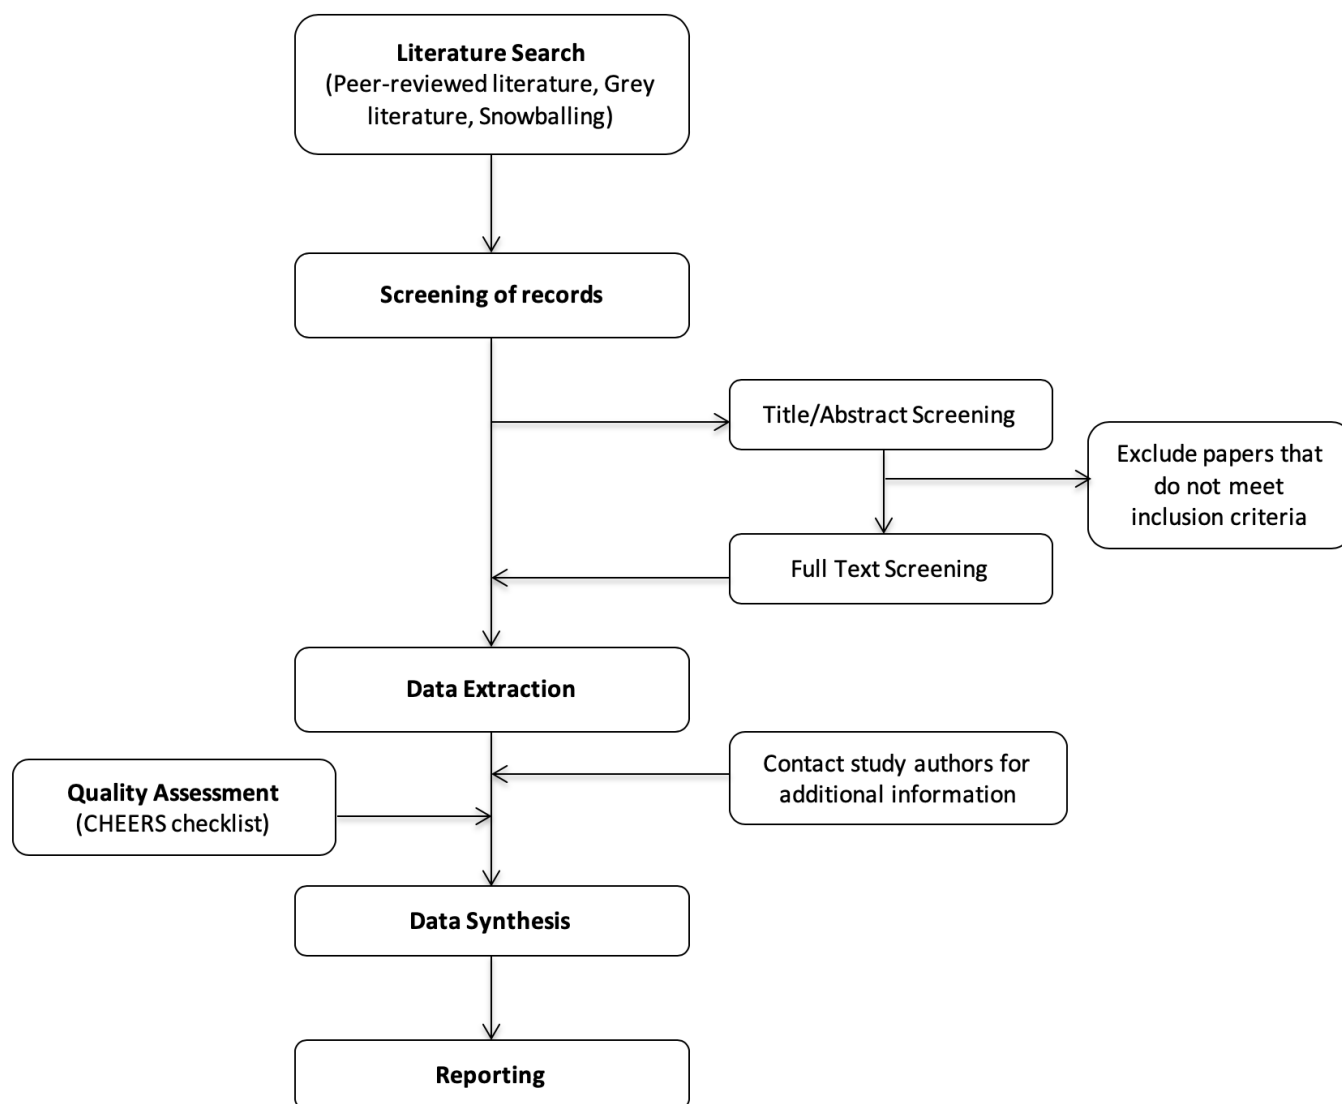 Literature Search
(Peer-reviewed literature, Grey
literature, Snowballing)
Screening of records
Title/Abstract Screening
Exclude papers that
do not meet
inclusion criteria
Full Text Screening
Data Extraction
Contact study authors for
additional information
Quality Assessment
(CHEERS checklist)
Data Synthesis
Reporting